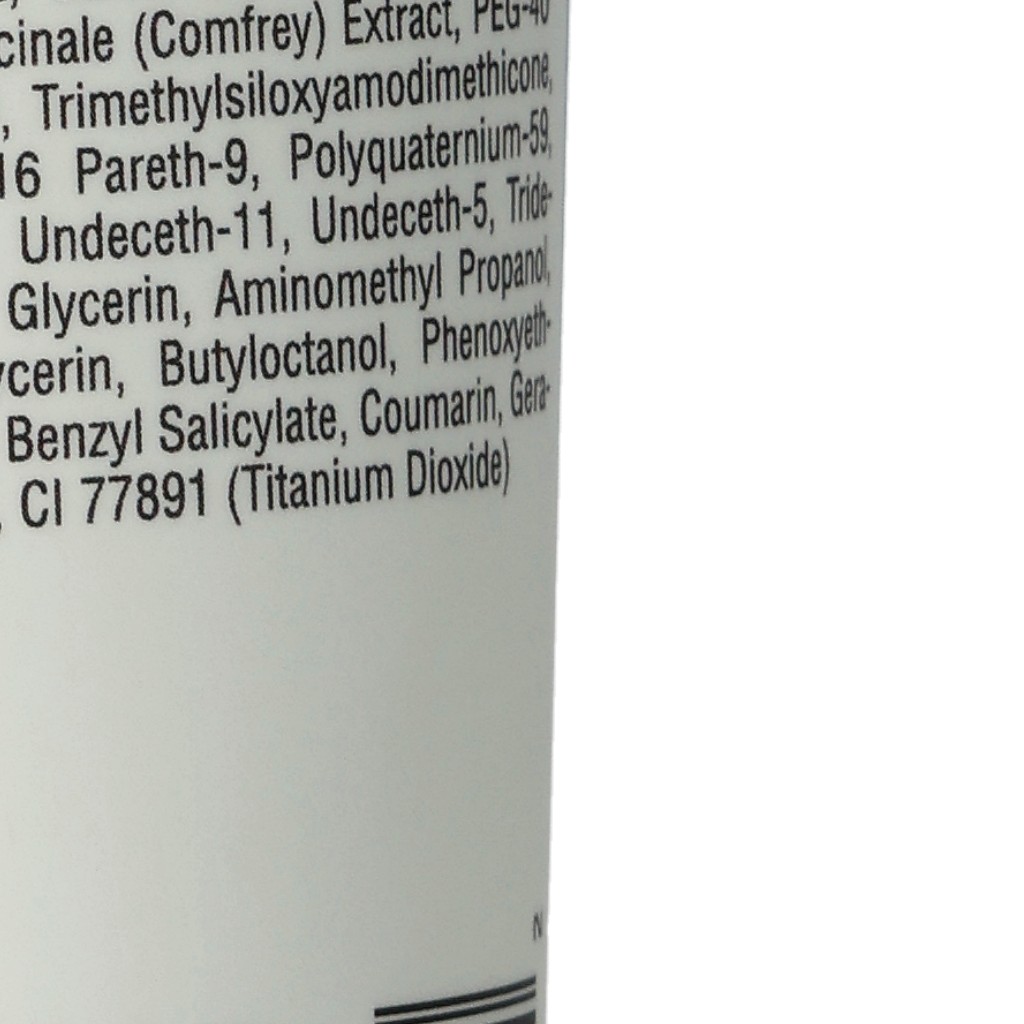 cinale (Comfrey) Extract, PEG-40
, Trimethylsiloxyamodimethicone,
16 Pareth-9, Polyquaternium-59,
Undeceth-11, Undeceth-5, Tride-
Glycerin, Aminomethyl Propanol,
ycerin, Butyloctanol, Phenoxyeth-
Benzyl Salicylate, Coumarin, Gera-
, CI 77891 (Titanium Dioxide)
N